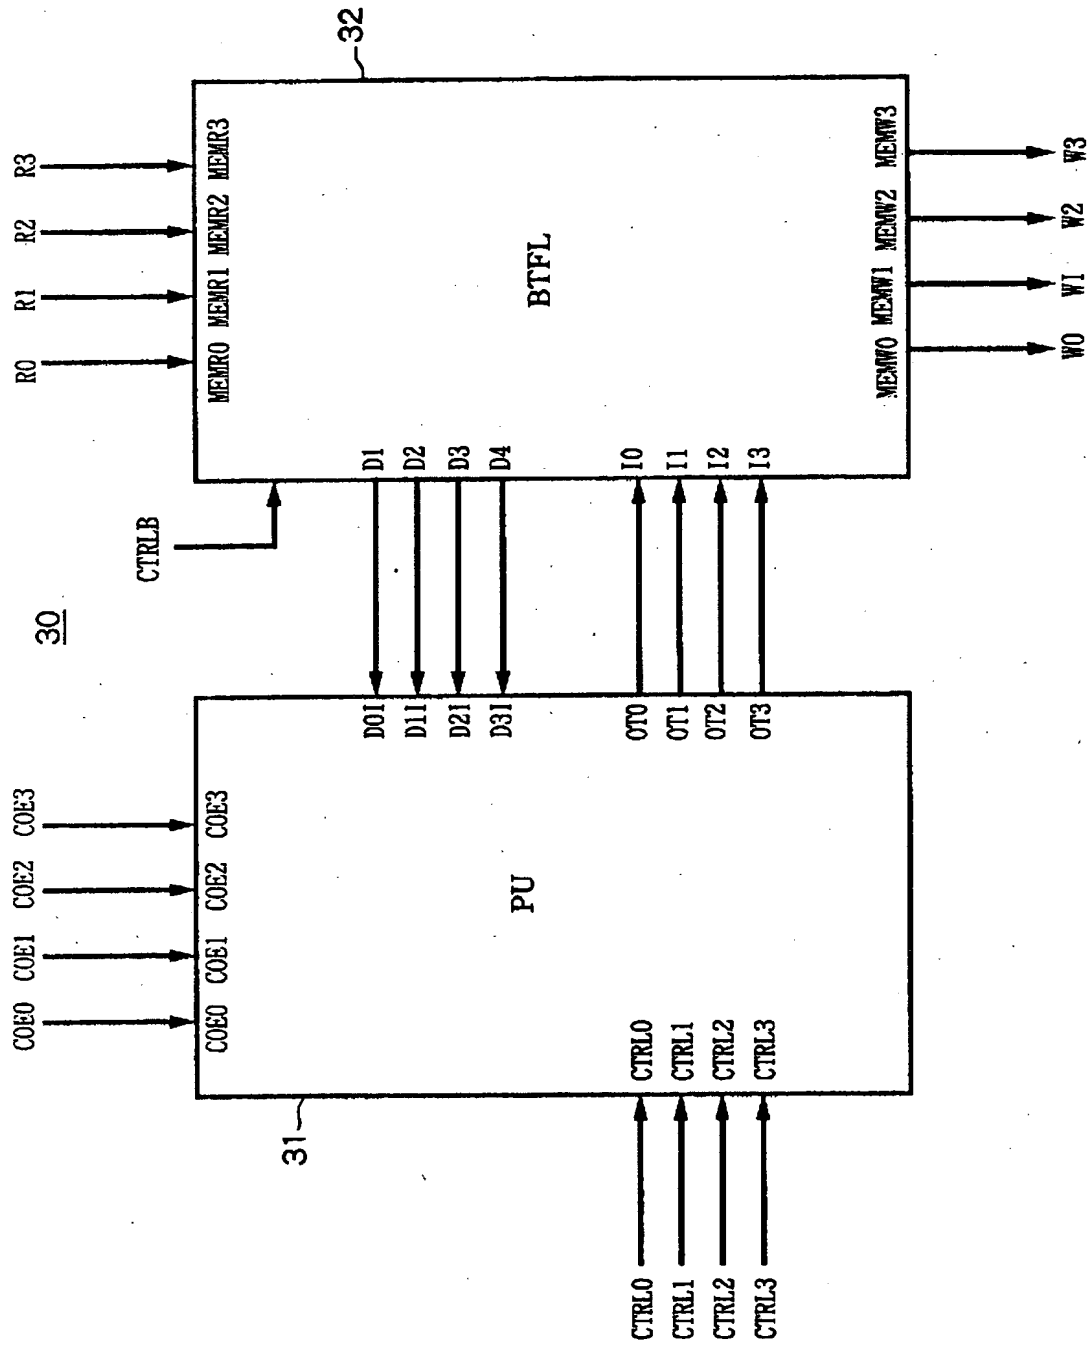 COE0 COE1 COE2 COE3 R0 R1 R2 R3
30
CTRLB
COE0 COE1 COE2 COE3 MEMR0 MEMR1 MEMR2 MEMR3
31
32
D0I D1
D1I D2
D2I D3
D3I D4
PU BTFL
CTRL0 CTRL0 OT0 I0
CTRL1 CTRL1 OT1 I1
CTRL2 CTRL2 OT2 I2
CTRL3 CTRL3 OT3 I3
MEMW0 MEMW1 MEMW2 MEMW3
W0 W1 W2 W3